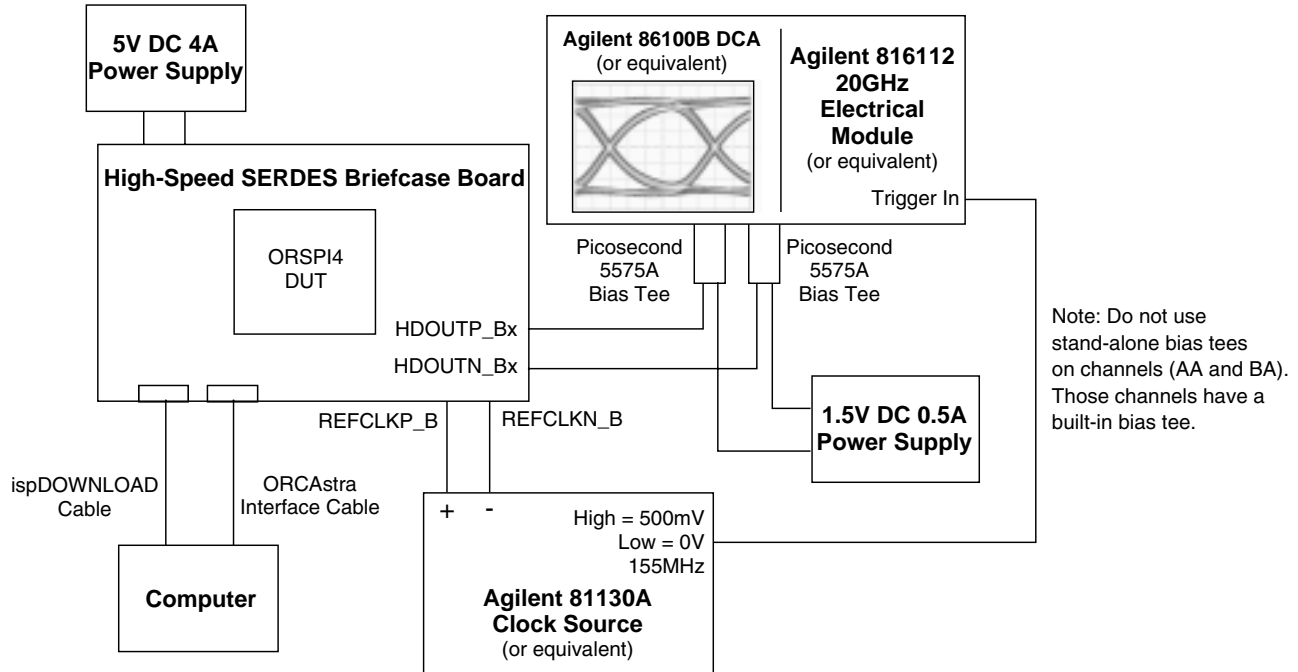 5V DC 4A
Power Supply
Agilent 86100B DCA
(or equivalent)
Agilent 816112
20GHz
Electrical
Module
(or equivalent)
Trigger In
High-Speed SERDES Briefcase Board
ORSPI4
DUT
Picosecond
5575A
Bias Tee
Picosecond
5575A
Bias Tee
HDOUTP_Bx
HDOUTN_Bx
Note: Do not use
stand-alone bias tees
on channels (AA and BA).
Those channels have a
built-in bias tee.
1.5V DC 0.5A
Power Supply
REFCLKP_B
REFCLKN_B
ispDOWNLOAD
Cable
ORCAstra
Interface Cable
+ -
High = 500mV
Low = 0V
155MHz
Agilent 81130A
Clock Source
(or equivalent)
Computer